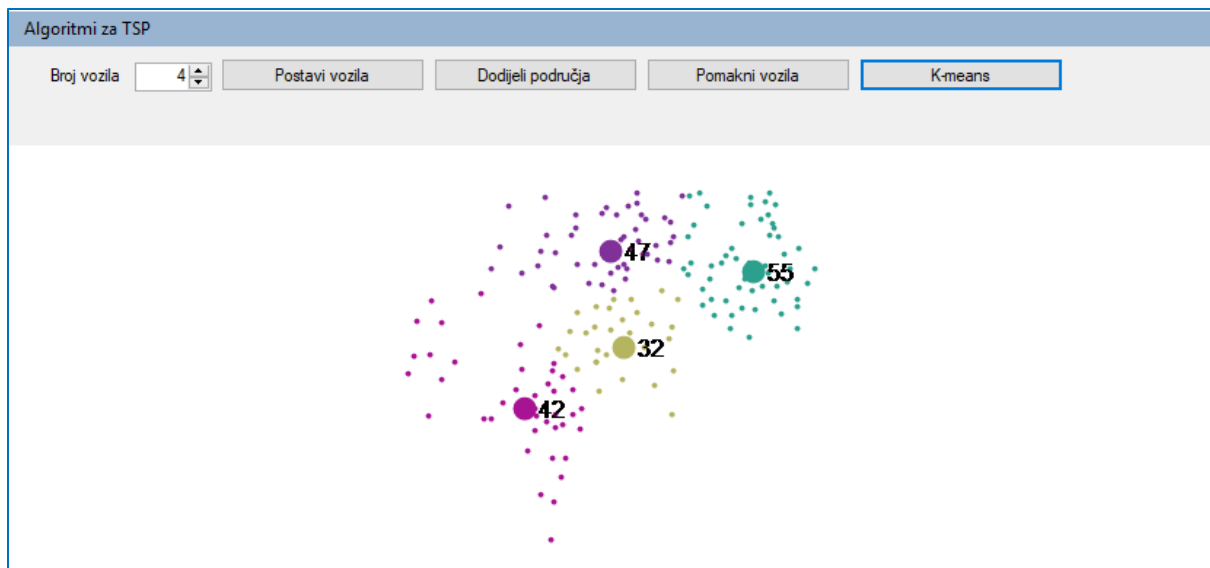 Algoritmi za TSP
Broj vozila 4 Postavi vozila Dodijeli područja Pomakni vozila K-means
47
55
32
42